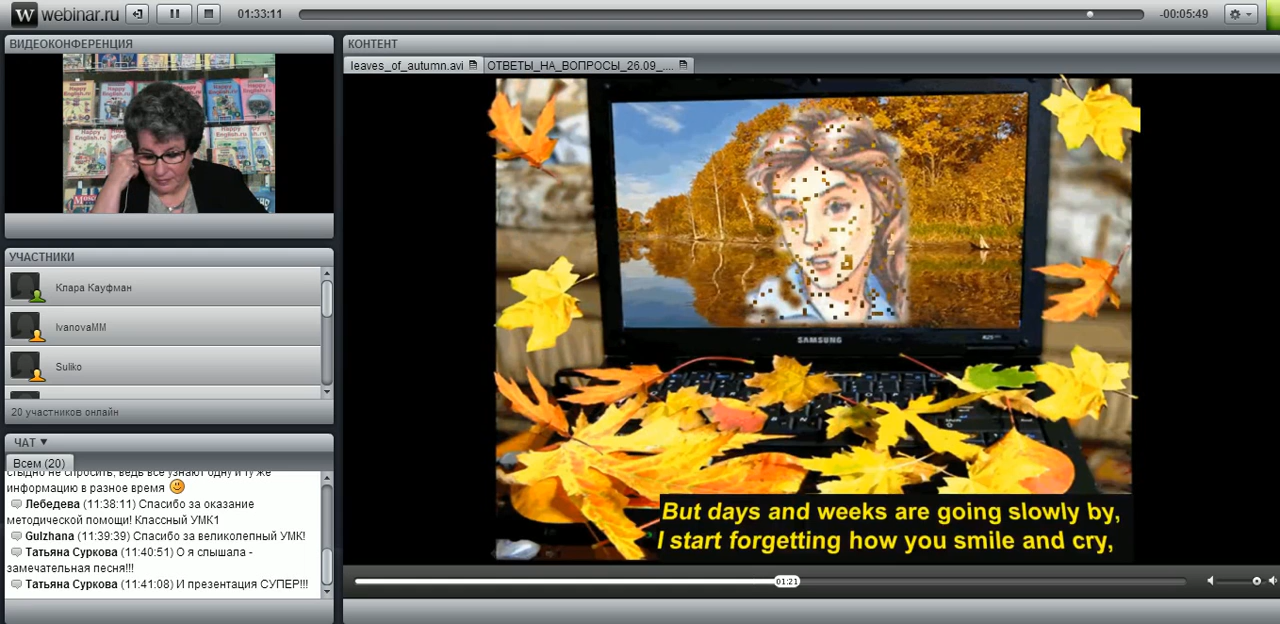 W webinar.ru
01:33:11
-00:05:49
ВИДЕОКОНФЕРЕНЦИЯ
Happy English.ru
УЧАСТНИКИ
Клара Кауфман
IvanovaMM
Suliko
20 участников онлайн
ЧАТ
Всем (20)
стыдно не спросить, ведь все узнают одну и ту же
информацию в разное время
Лебедева (11:38:11) Спасибо за оказание
методической помощи! Классный УМК1
Gulzhana (11:39:39) Спасибо за великолепный УМК!
Татьяна Суркова (11:40:51) О я слышала -
замечательная песня!!!
Татьяна Суркова (11:41:08) И презентация СУПЕР!!!
КОНТЕНТ
leaves_of_autumn.avi
ОТВЕТЫ_НА_ВОПРОСЫ_26.09_....
SAMSUNG
But days and weeks are going slowly by,
I start forgetting how you smile and cry,
01:21